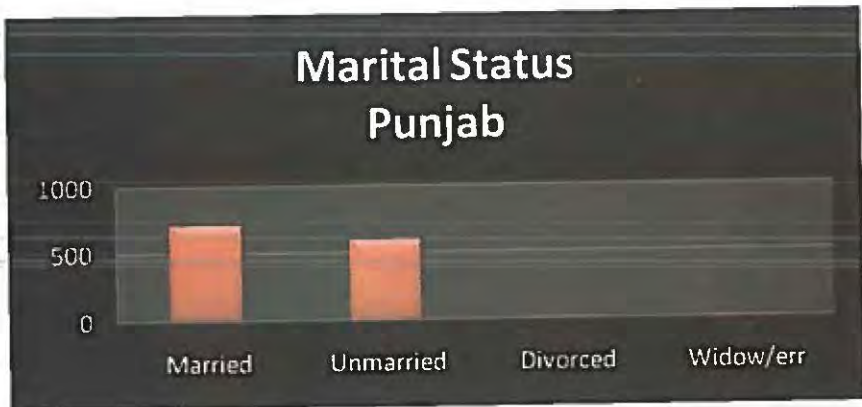 Marital Status
Punjab
1000
500
0
Married
Unmarried
Divorced
Widow/err